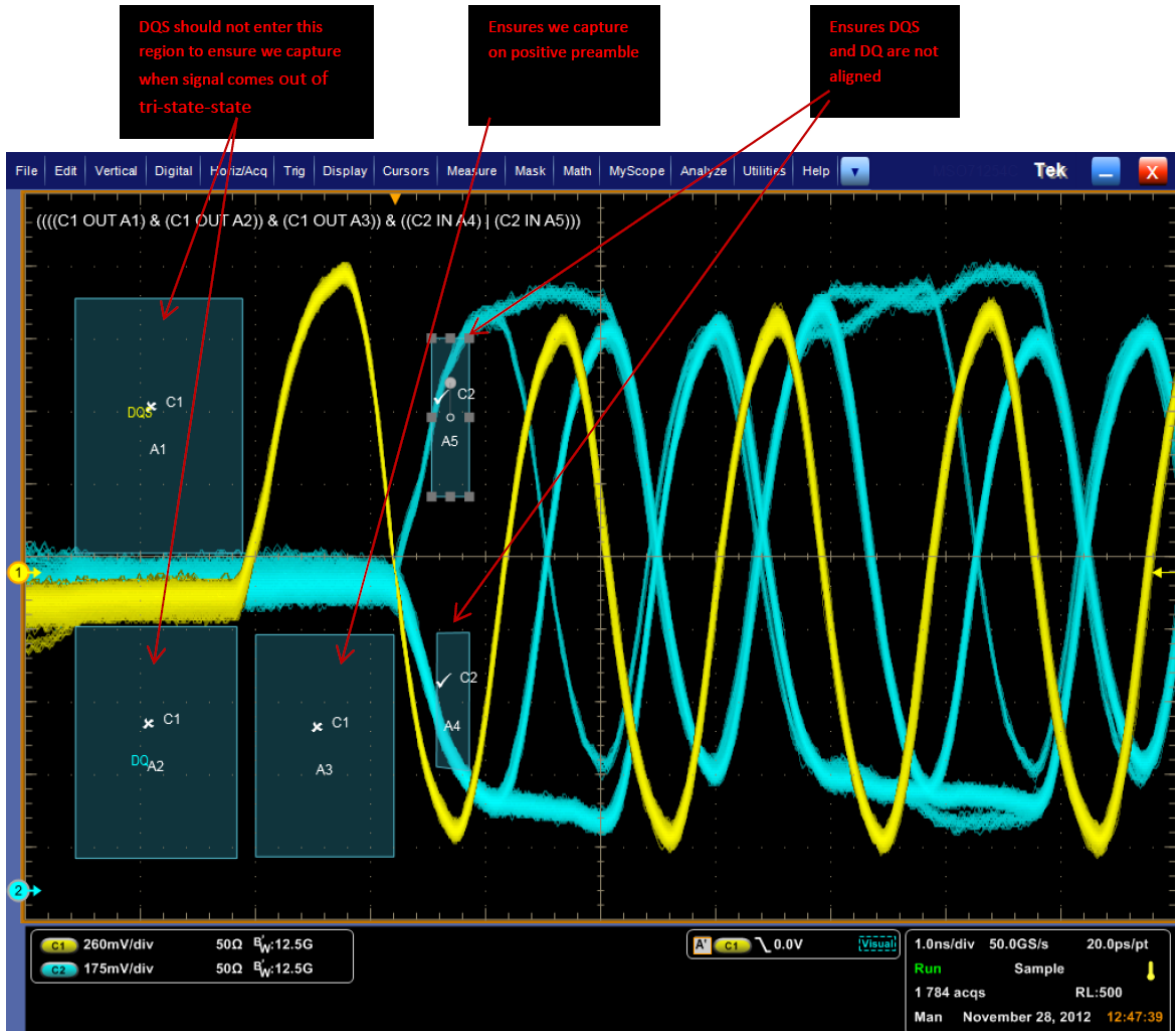 DQS should not enter this
region to ensure we capture
when signal comes out of
tri-state-state
Ensures we capture
on positive preamble
Ensures DQS
and DQ are not
aligned
File Edit Vertical Digital Horiz/Acq Trig Display Cursors Measure Mask Math MyScope Analyze Utilities Help Tek X
((((C1 OUT A1) & (C1 OUT A2)) & (C1 OUT A3)) & ((C2 IN A4) | (C2 IN A5)))
C1
DQS
A1
C2
A5
1
C1
DQ
A2
C1
A3
C2
A4
2
C1 260mV/div 50Ω BW:12.5G
C2 175mV/div 50Ω BW:12.5G
A' C1 0.0V Visual
1.0ns/div 50.0GS/s 20.0ps/pt
Run Sample
1 784 acqs RL:500
Man November 28, 2012 12:47:39